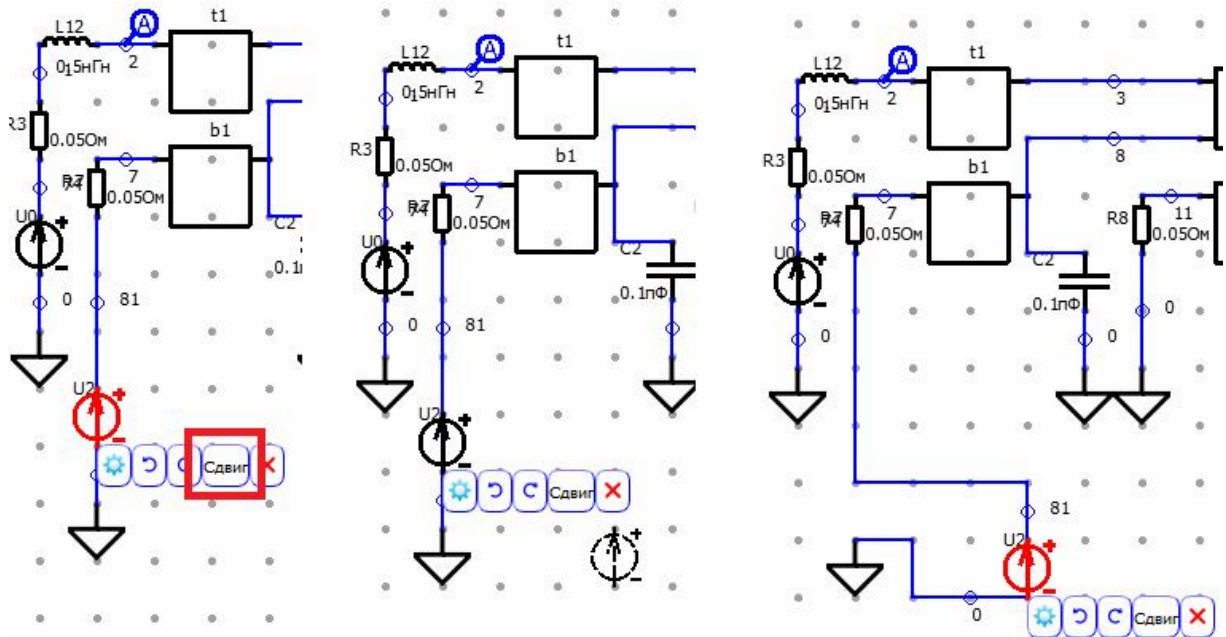 L12
A
t1
2
0.15нГн
R3
0.05Ом
b1
7
0.05Ом
U0
+
-
C2
0
81
U2
+
-
Сдвиг
L12
A
t1
2
0.15нГн
R3
0.05Ом
b1
7
0.05Ом
U0
+
-
C2
0.1пФ
0
81
U2
+
-
Сдвиг
+
-
L12
A
t1
2
3
0.15нГн
8
R3
0.05Ом
b1
7
0.05Ом
R8
11
0.05Ом
U0
+
-
C2
0.1пФ
0
0
0
81
U2
+
-
0
Сдвиг